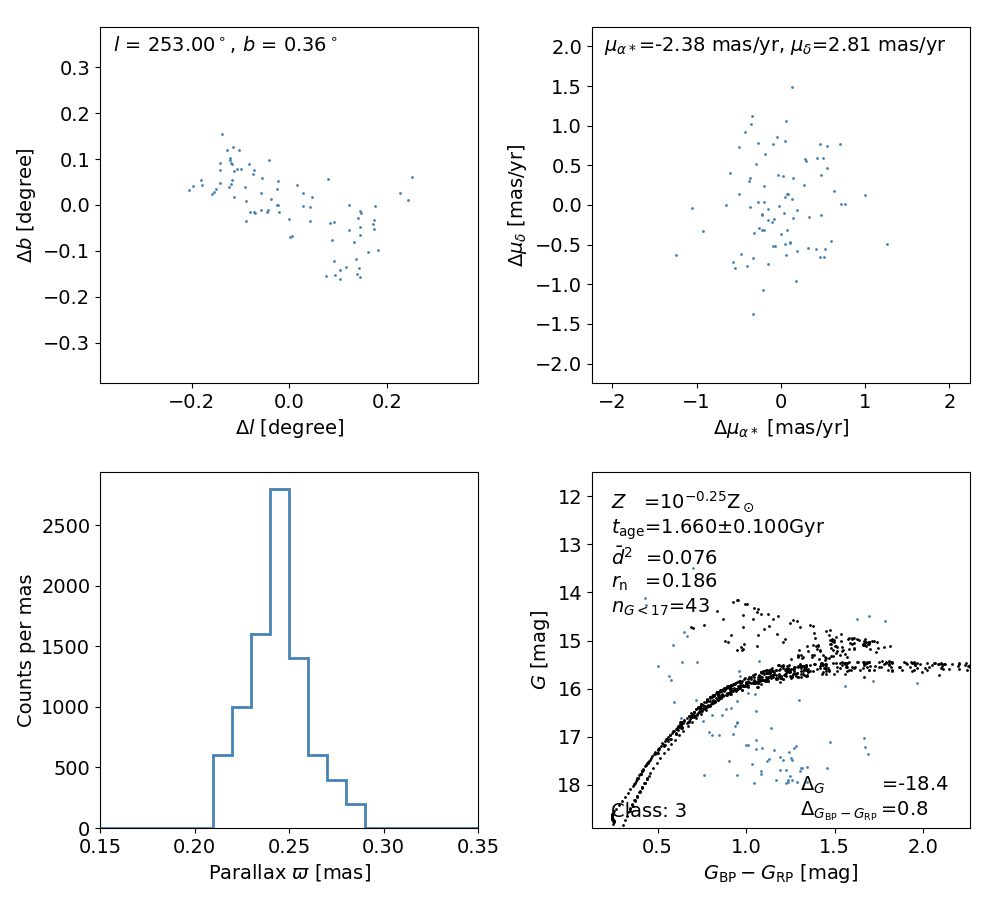 l = 253.00°, b = 0.36°
0.3
0.2
0.1
0.0
−0.1
−0.2
−0.3
Δb [degree]
−0.2 0.0 0.2
Δl [degree]
μα∗=-2.38 mas/yr, μδ=2.81 mas/yr
2.0
1.5
1.0
0.5
0.0
−0.5
−1.0
−1.5
−2.0
Δμδ [mas/yr]
−2 −1 0 1 2
Δμα∗ [mas/yr]
2500
2000
1500
1000
500
0
Counts per mas
0.15 0.20 0.25 0.30 0.35
Parallax ϖ [mas]
Z =10^−0.25 Z⊙
tage=1.660±0.100Gyr
d̄² =0.076
rn =0.186
nG<17=43
12
13
14
15
16
17
18
G [mag]
ΔG =-18.4
Class: 3 ΔGBP−GRP =0.8
0.5 1.0 1.5 2.0
GBP − GRP [mag]